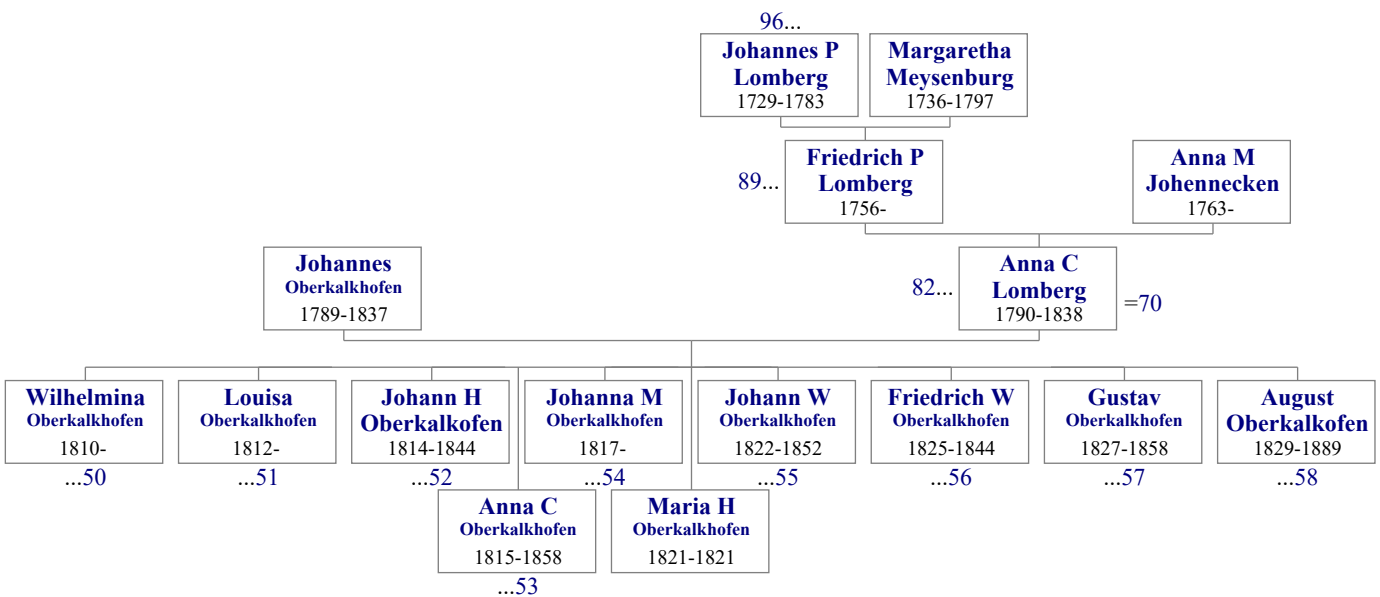 96...
Johannes P
Lomberg
1729-1783
Margaretha
Meysenburg
1736-1797
89...
Friedrich P
Lomberg
1756-
Anna M
Johennecken
1763-
Johannes
Oberkalkhofen
1789-1837
82...
Anna C
Lomberg
1790-1838
=70
Wilhelmina
Oberkalkhofen
1810-
...50
Louisa
Oberkalkhofen
1812-
...51
Johann H
Oberkalkofen
1814-1844
...52
Johanna M
Oberkalkhofen
1817-
...54
Johann W
Oberkalkhofen
1822-1852
...55
Friedrich W
Oberkalkhofen
1825-1844
...56
Gustav
Oberkalkhofen
1827-1858
...57
August
Oberkalkofen
1829-1889
...58
Anna C
Oberkalkhofen
1815-1858
...53
Maria H
Oberkalkhofen
1821-1821